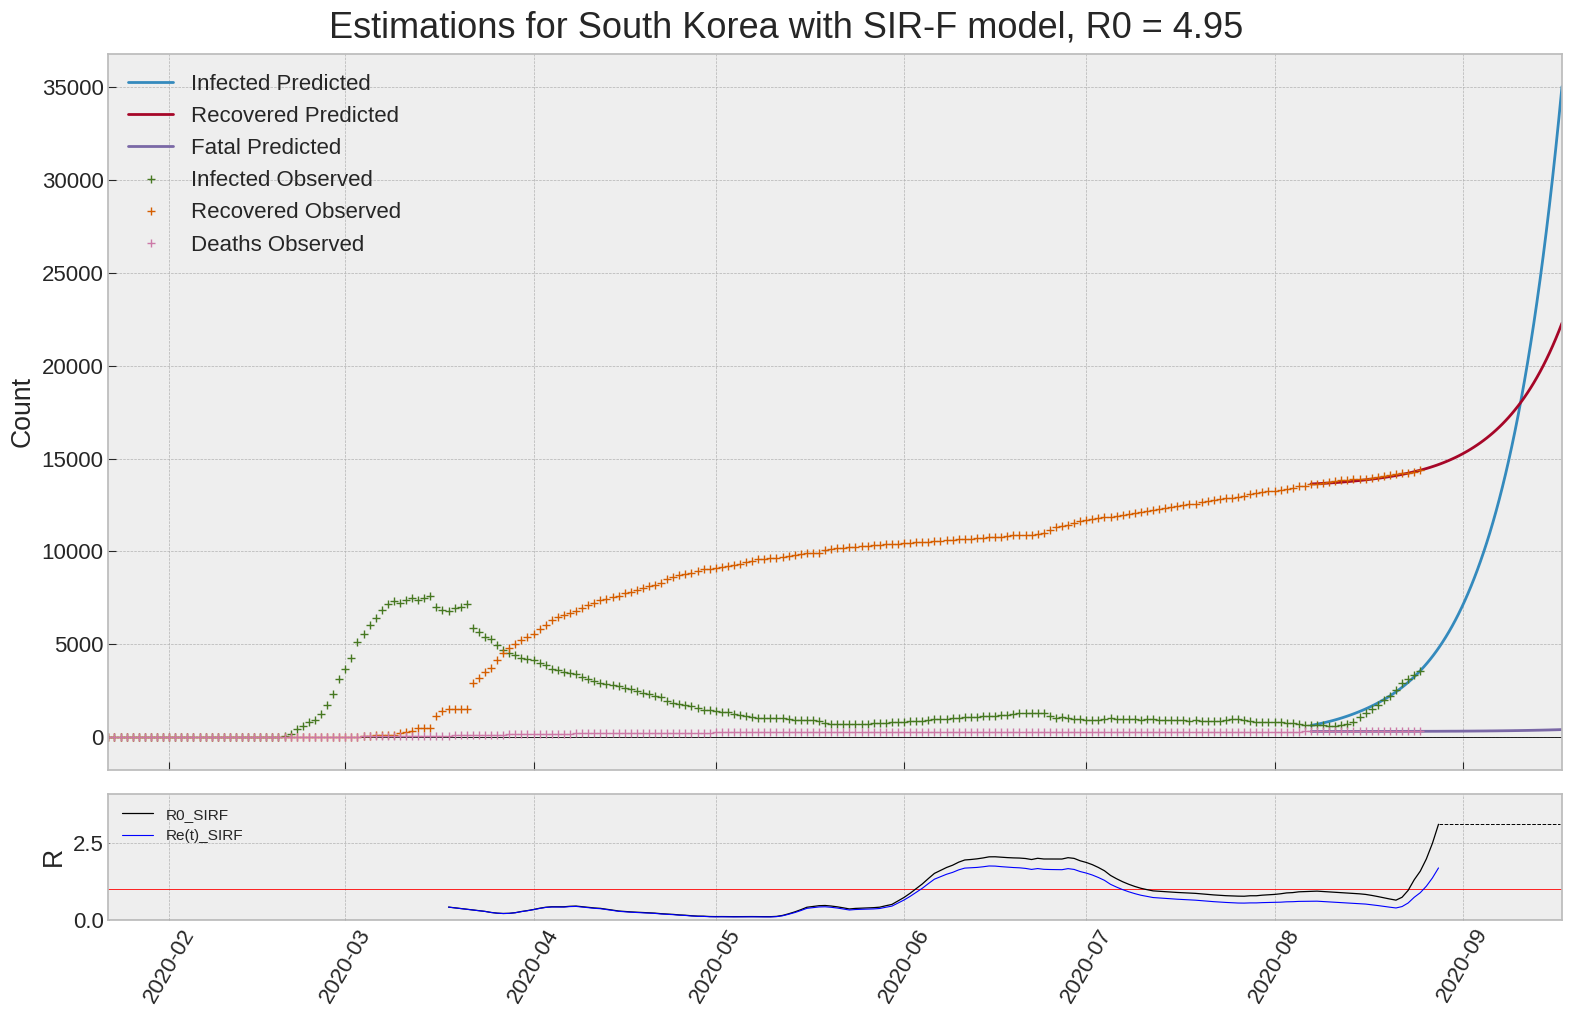 Estimations for South Korea with SIR-F model, R0 = 4.95
Infected Predicted
Recovered Predicted
Fatal Predicted
Infected Observed
Recovered Observed
Deaths Observed
Count
35000
30000
25000
20000
15000
10000
5000
0
R0_SIRF
Re(t)_SIRF
R
2.5
0.0
2020-02
2020-03
2020-04
2020-05
2020-06
2020-07
2020-08
2020-09